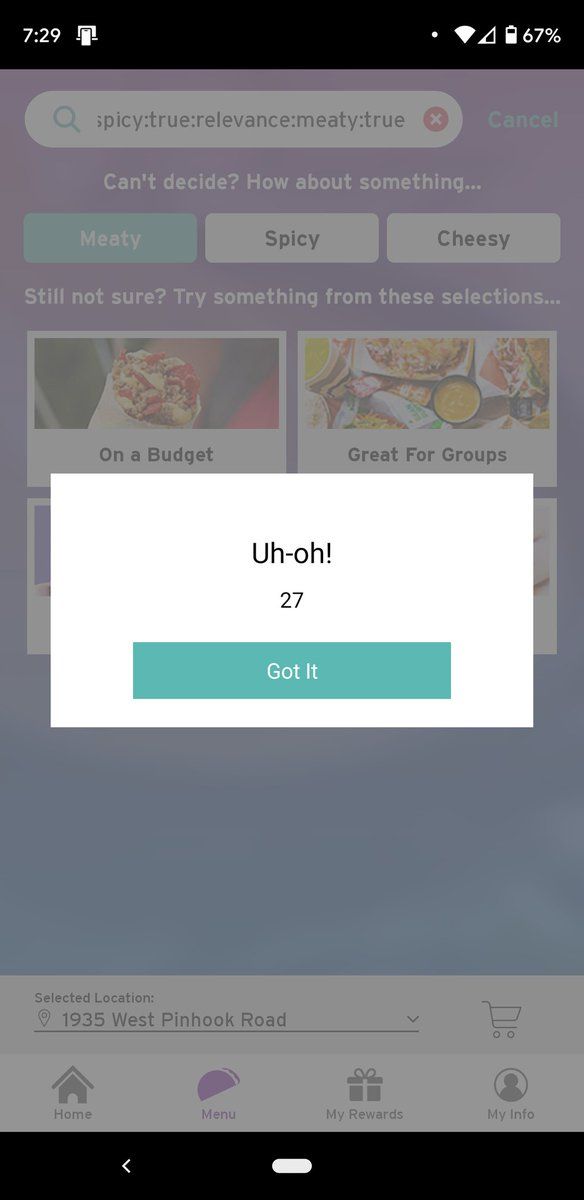 7:29
67%
spicy:true:relevance:meaty:true
Cancel
Can't decide? How about something...
Meaty
Spicy
Cheesy
Still not sure? Try something from these selections...
On a Budget
Great For Groups
Uh-oh!
27
Got It
Selected Location:
1935 West Pinhook Road
Home
Menu
My Rewards
My Info